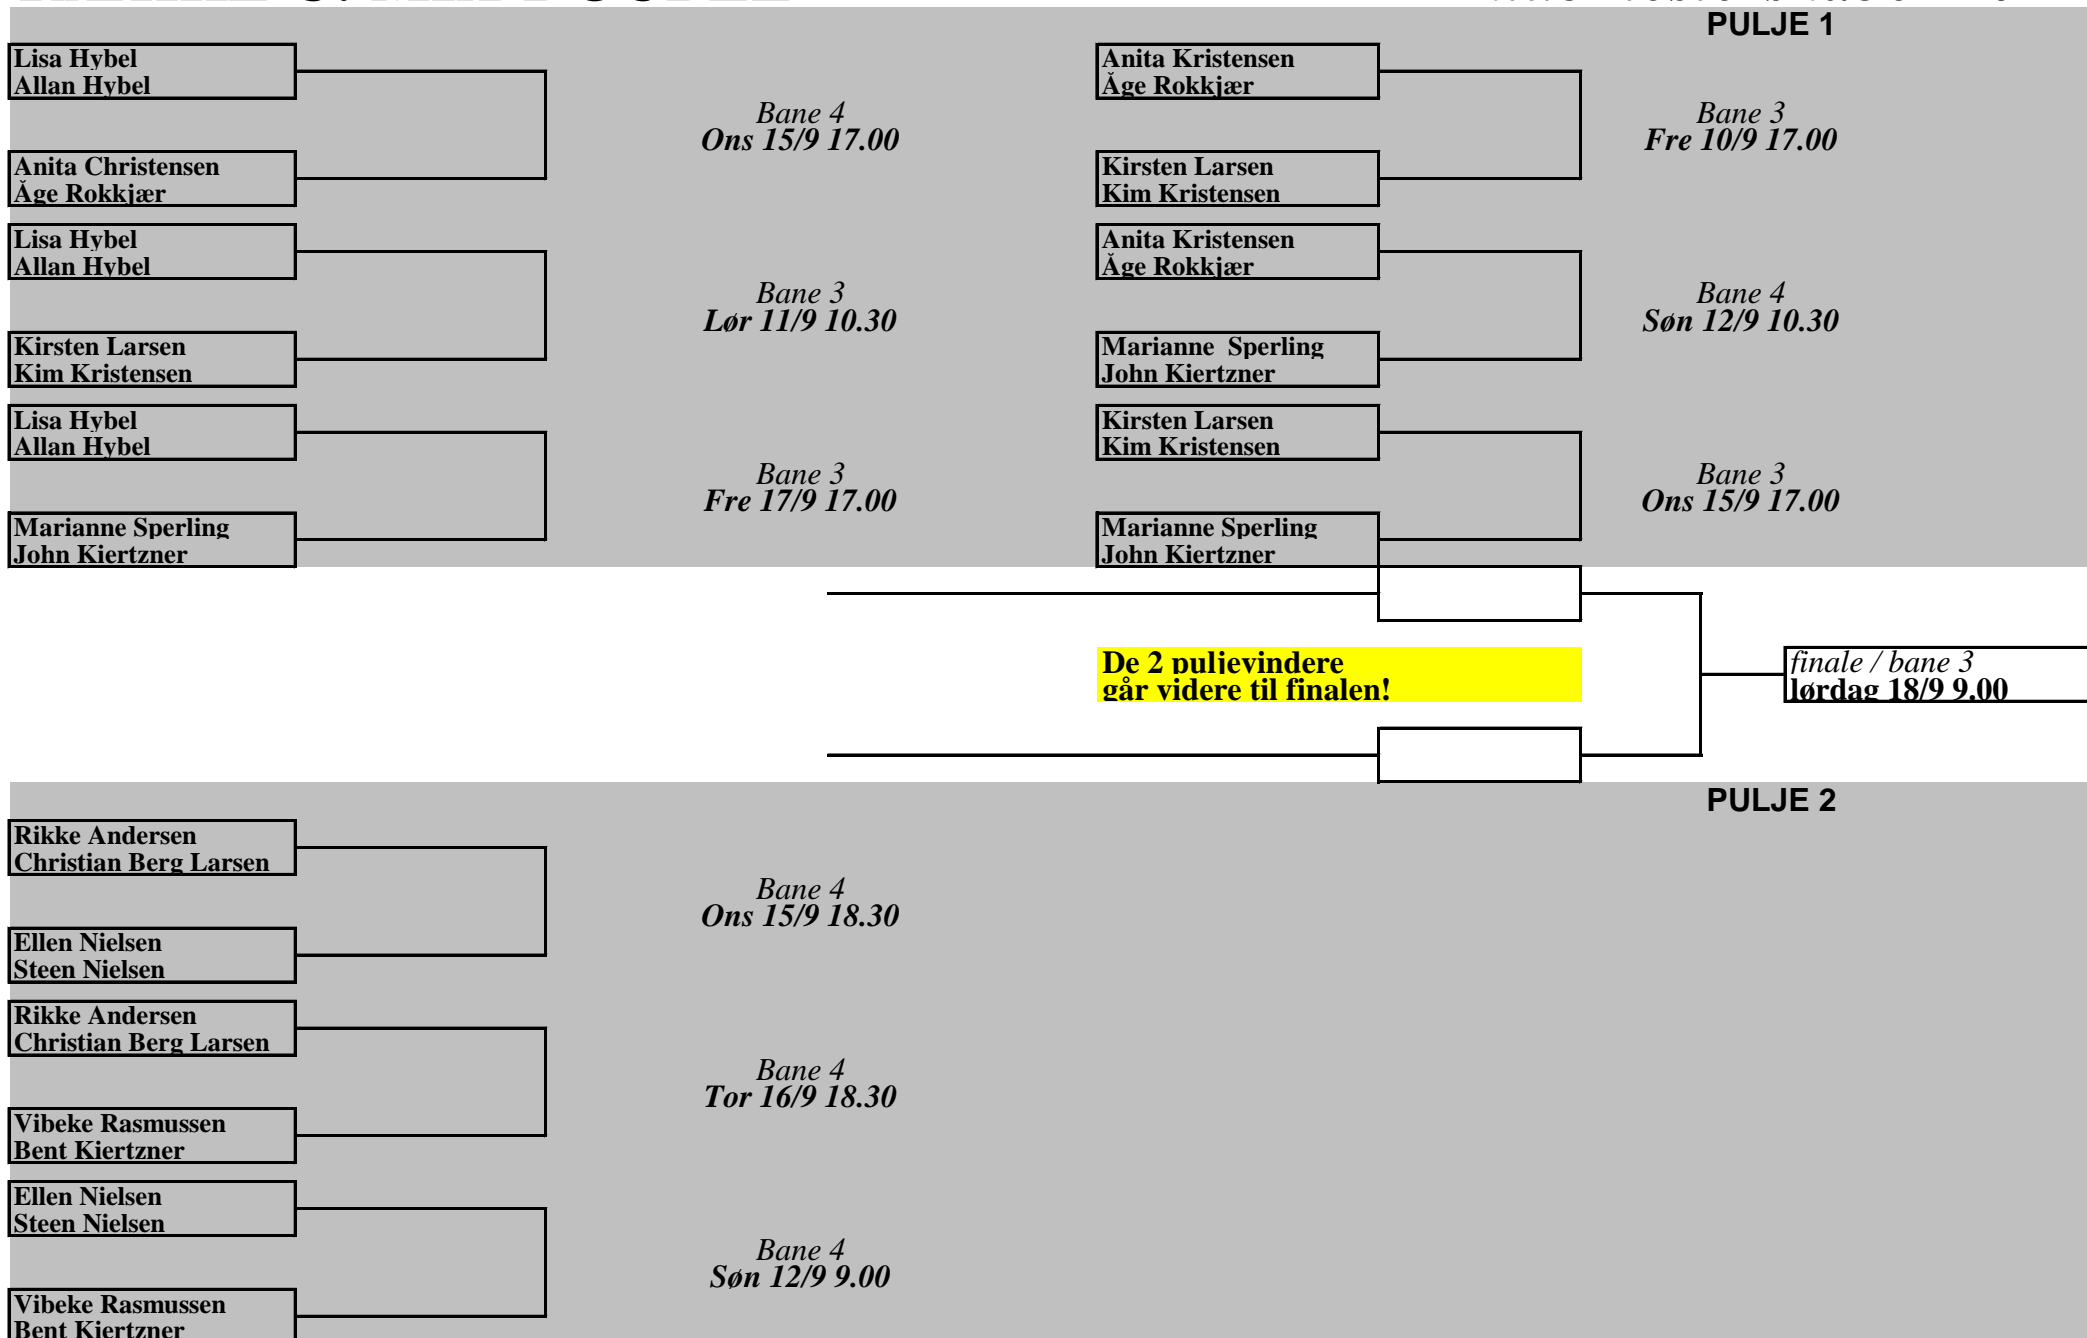 PULJE 1
Lisa Hybel
Allan Hybel
Bane 4
Ons 15/9 17.00
Anita Christensen
Åge Rokkjær
Anita Kristensen
Åge Rokkjær
Bane 3
Fre 10/9 17.00
Kirsten Larsen
Kim Kristensen
Lisa Hybel
Allan Hybel
Bane 3
Lør 11/9 10.30
Kirsten Larsen
Kim Kristensen
Anita Kristensen
Åge Rokkjær
Bane 4
Søn 12/9 10.30
Marianne  Sperling
John Kiertzner
Lisa Hybel
Allan Hybel
Bane 3
Fre 17/9 17.00
Marianne Sperling
John Kiertzner
Kirsten Larsen
Kim Kristensen
Bane 3
Ons 15/9 17.00
Marianne Sperling
John Kiertzner
De 2 puljevindere
går videre til finalen!
finale / bane 3
lørdag 18/9 9.00
PULJE 2
Rikke Andersen
Christian Berg Larsen
Bane 4
Ons 15/9 18.30
Ellen Nielsen
Steen Nielsen
Rikke Andersen
Christian Berg Larsen
Bane 4
Tor 16/9 18.30
Vibeke Rasmussen
Bent Kiertzner
Ellen Nielsen
Steen Nielsen
Bane 4
Søn 12/9 9.00
Vibeke Rasmussen
Bent Kiertzner